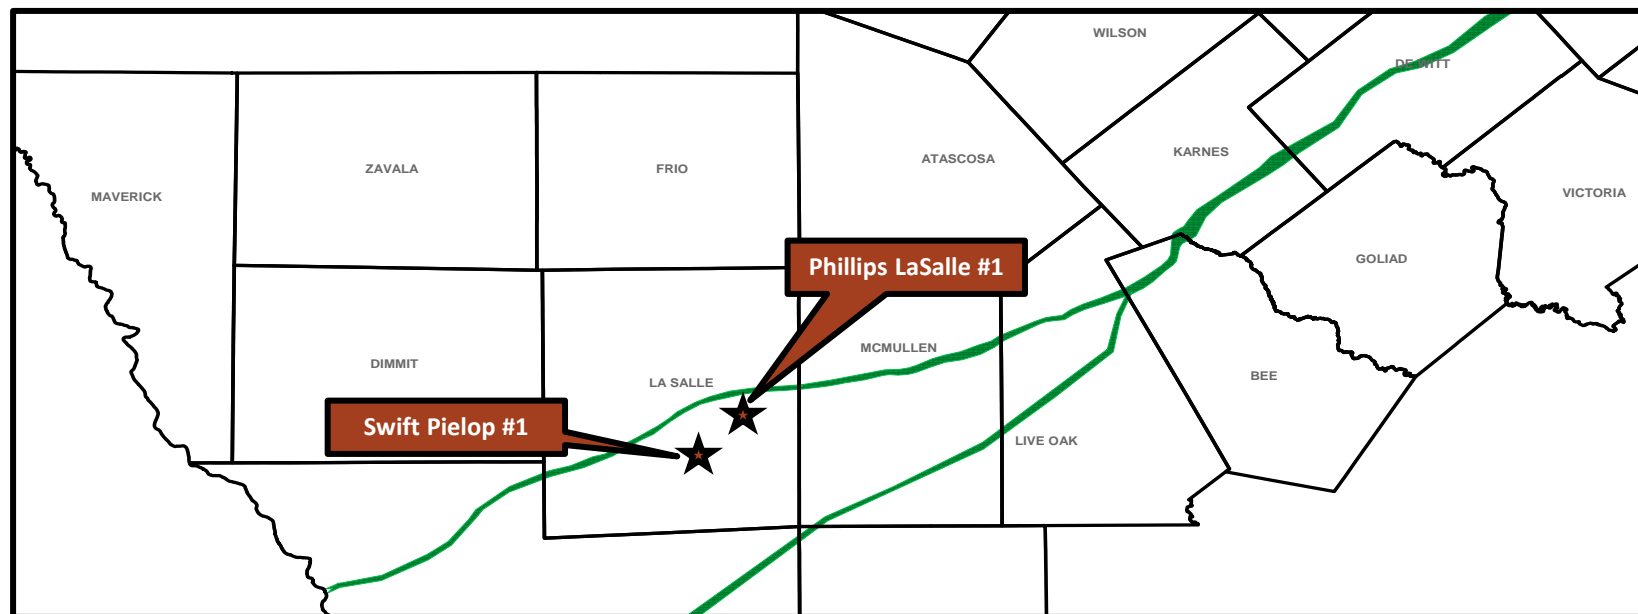 WILSON
DE WITT
KARNES
ATASCOSA
ZAVALA
FRIO
MAVERICK
VICTORIA
GOLIAD
Phillips LaSalle #1
MCMULLEN
DIMMIT
LA SALLE
BEE
Swift Pielop #1
LIVE OAK